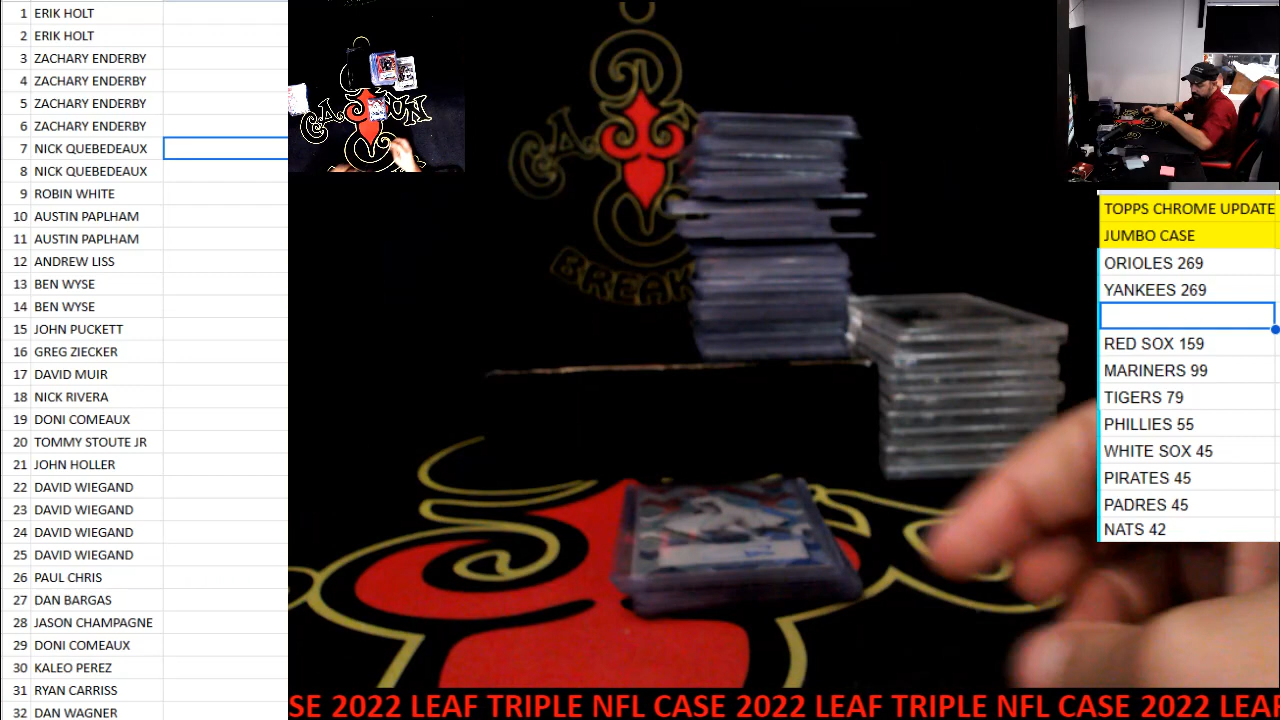 1 ERIK HOLT
2 ERIK HOLT
3 ZACHARY ENDERBY
4 ZACHARY ENDERBY
5 ZACHARY ENDERBY
6 ZACHARY ENDERBY
7 NICK QUEBEDEAUX
8 NICK QUEBEDEAUX
9 ROBIN WHITE
10 AUSTIN PAPLHAM
11 AUSTIN PAPLHAM
12 ANDREW LISS
13 BEN WYSE
14 BEN WYSE
15 JOHN PUCKETT
16 GREG ZIECKER
17 DAVID MUIR
18 NICK RIVERA
19 DONI COMEAUX
20 TOMMY STOUTE JR
21 JOHN HOLLER
22 DAVID WIEGAND
23 DAVID WIEGAND
24 DAVID WIEGAND
25 DAVID WIEGAND
26 PAUL CHRIS
27 DAN BARGAS
28 JASON CHAMPAGNE
29 DONI COMEAUX
30 KALEO PEREZ
31 RYAN CARRISS
32 DAN WAGNER
BREAK
TOPPS CHROME UPDATE
JUMBO CASE
ORIOLES 269
YANKEES 269
RED SOX 159
MARINERS 99
TIGERS 79
PHILLIES 55
WHITE SOX 45
PIRATES 45
PADRES 45
NATS 42
SE 2022 LEAF TRIPLE NFL CASE 2022 LEAF TRIPLE NFL CASE 2022 LEAF